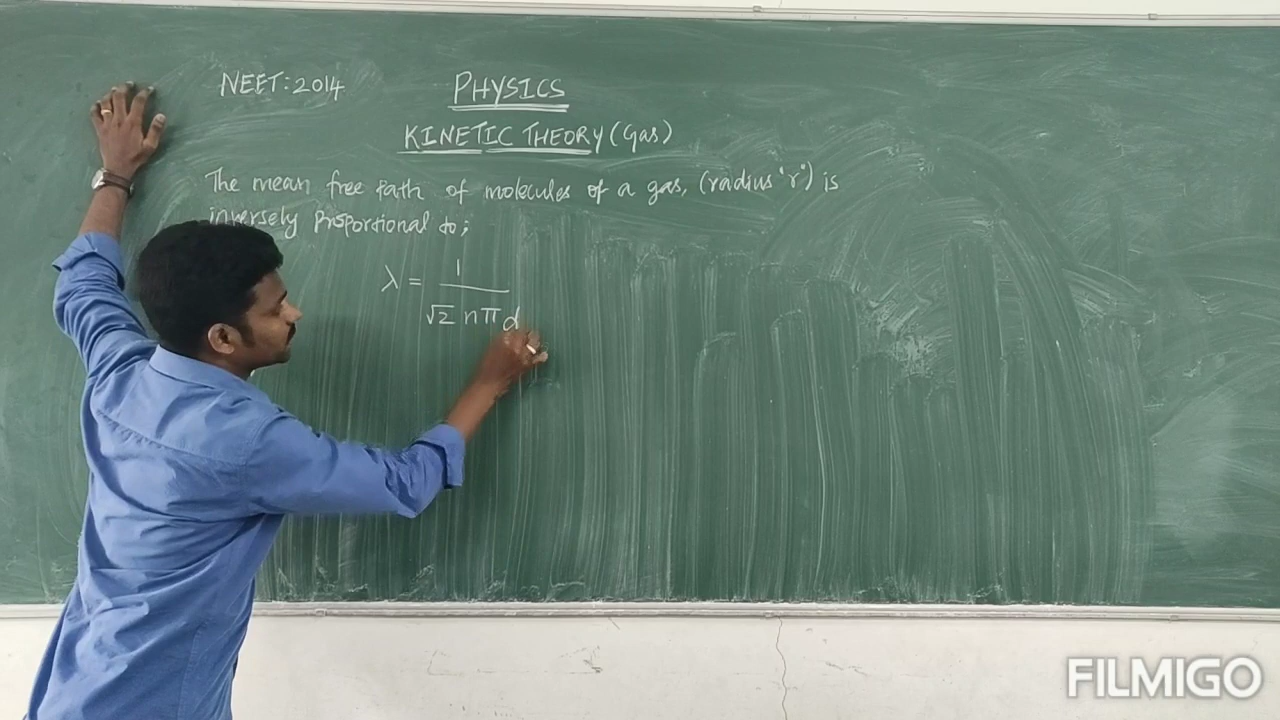 NEET:2014
PHYSICS
KINETIC THEORY (Gas)
The mean free path of molecules of a gas, (radius 'r') is
inversely proportional to;
λ = 1
√2 nπd
FILMIGO